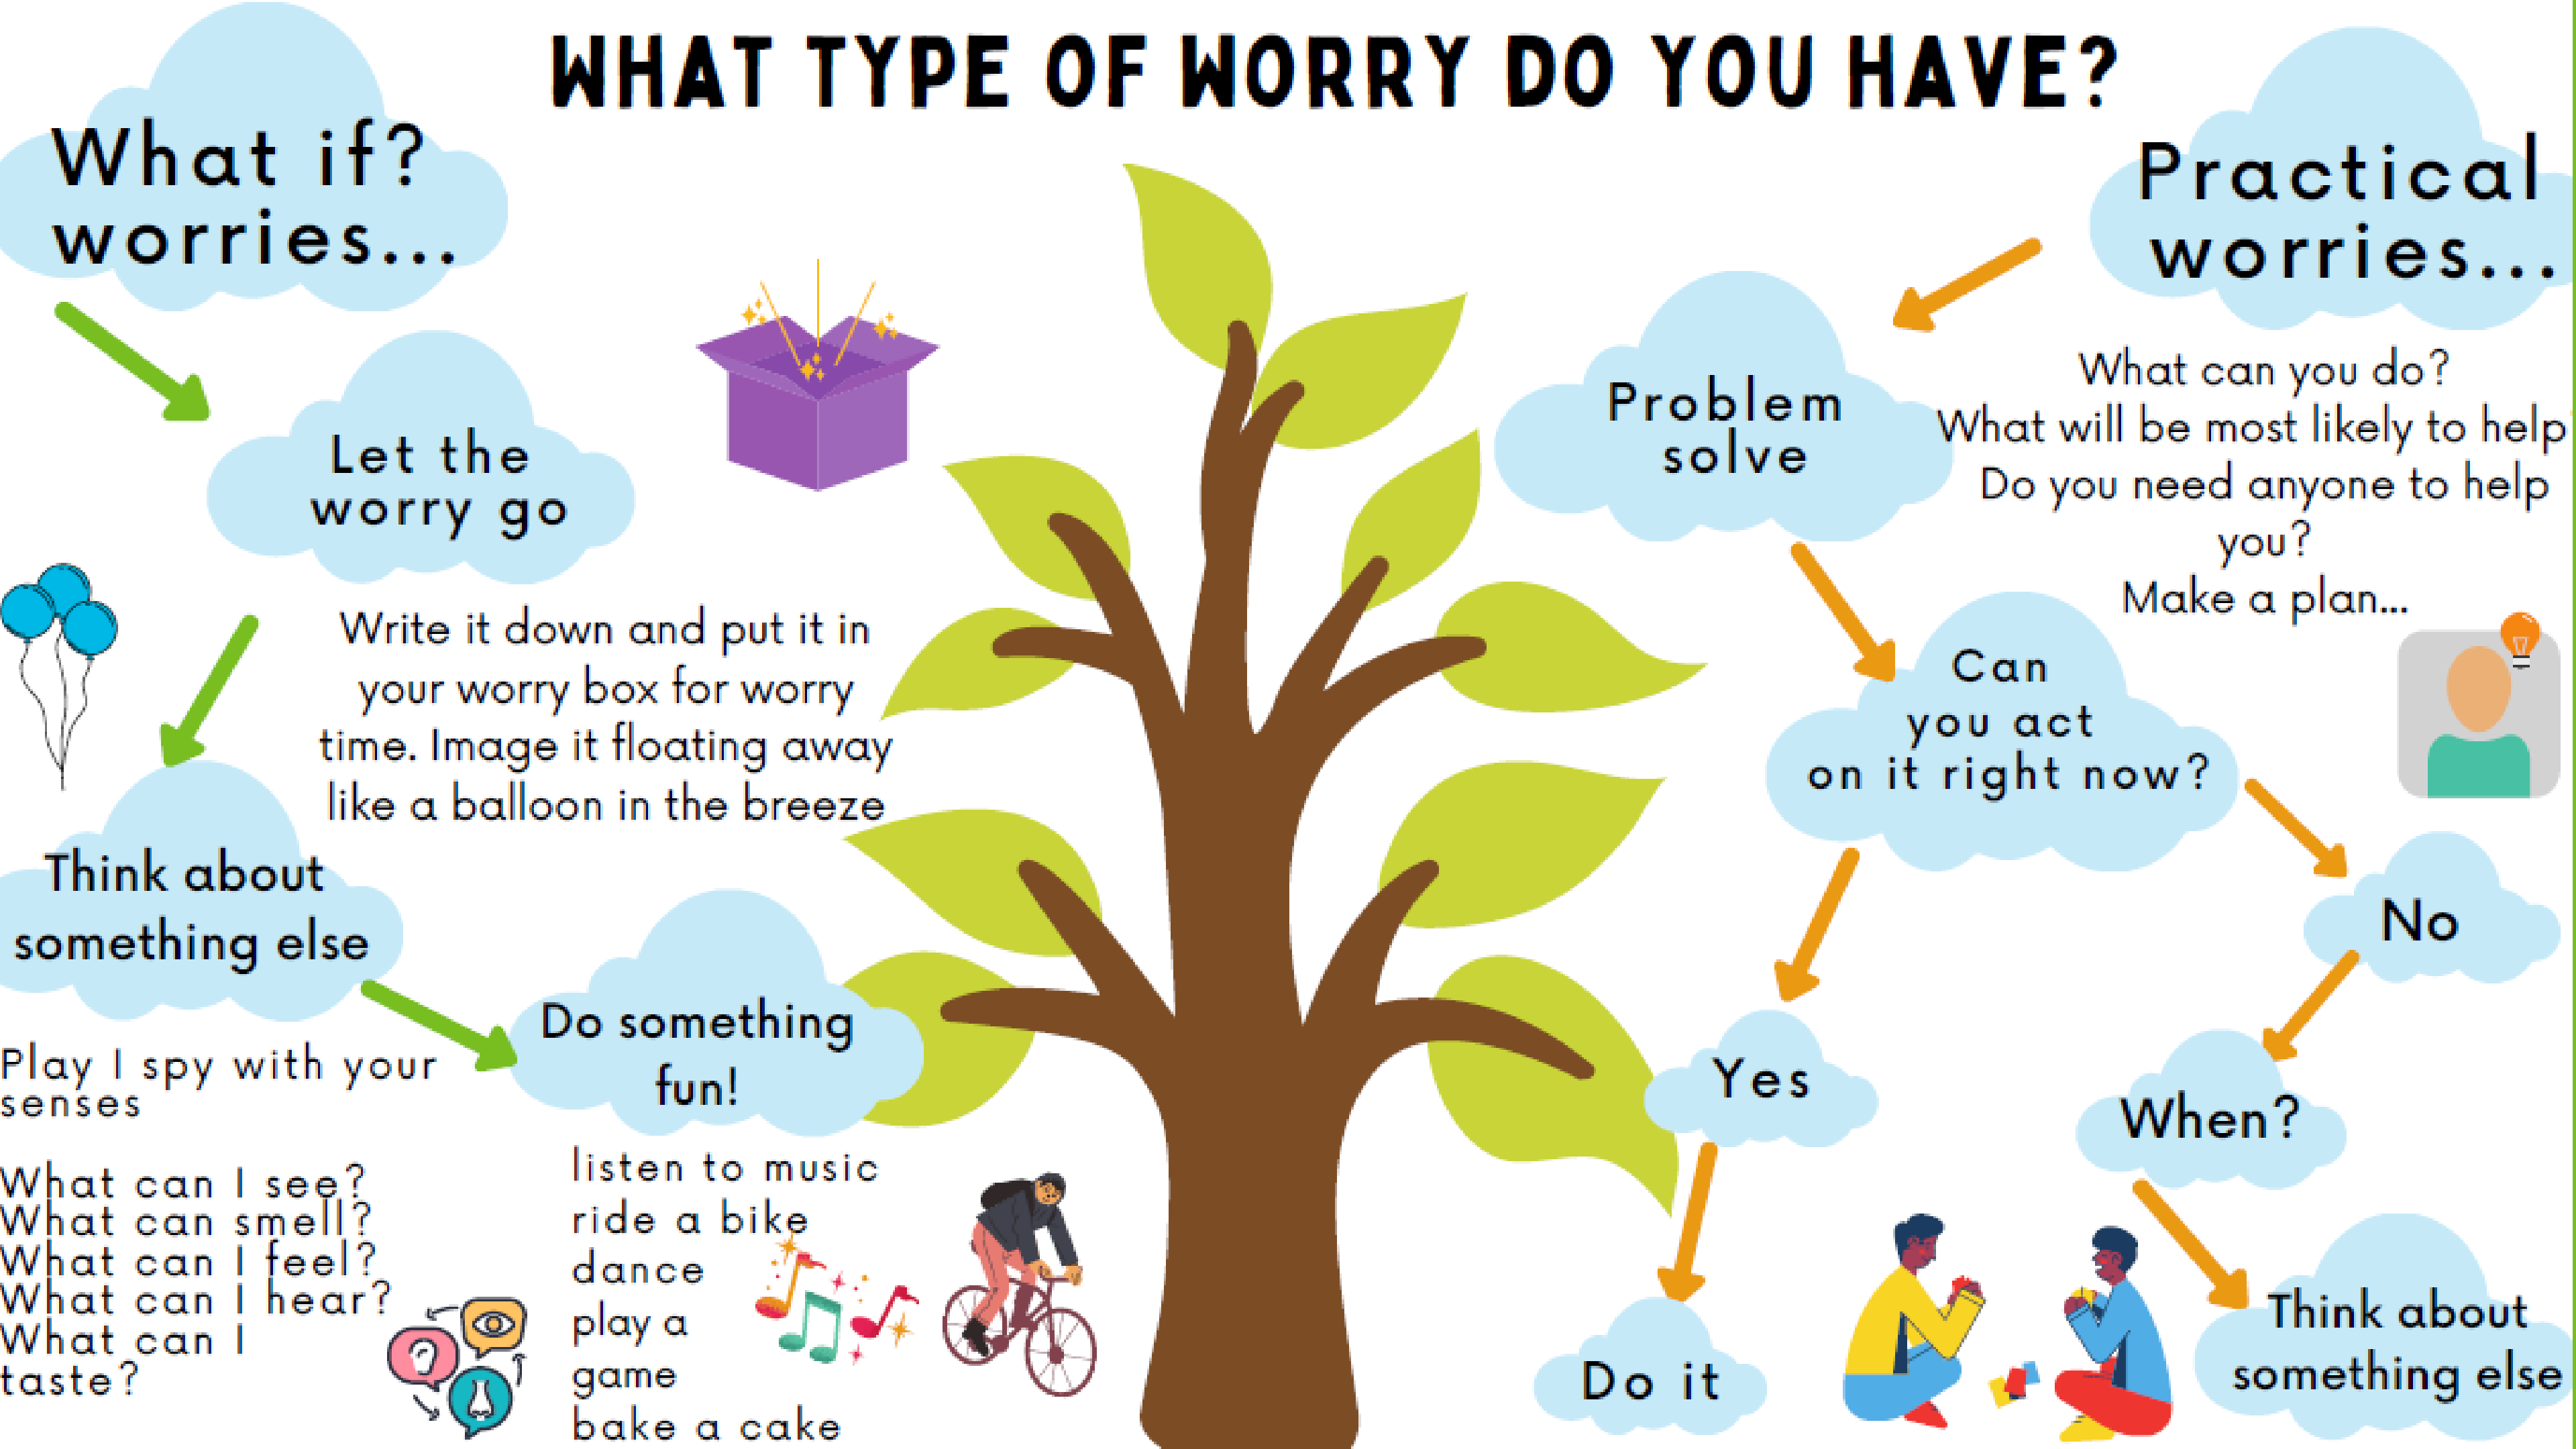 WHAT TYPE OF WORRY DO YOU HAVE?
What if?
worries...
Let the
worry go
Write it down and put it in
your worry box for worry
time. Image it floating away
like a balloon in the breeze
Think about
something else
Play I spy with your
senses
What can I see?
What can smell?
What can I feel?
What can I hear?
What can I
taste?
Do something
fun!
listen to music
ride a bike
dance
play a
game
bake a cake
Practical
worries...
Problem
solve
What can you do?
What will be most likely to help
Do you need anyone to help
you?
Make a plan...
Can
you act
on it right now?
Yes
Do it
No
When?
Think about
something else